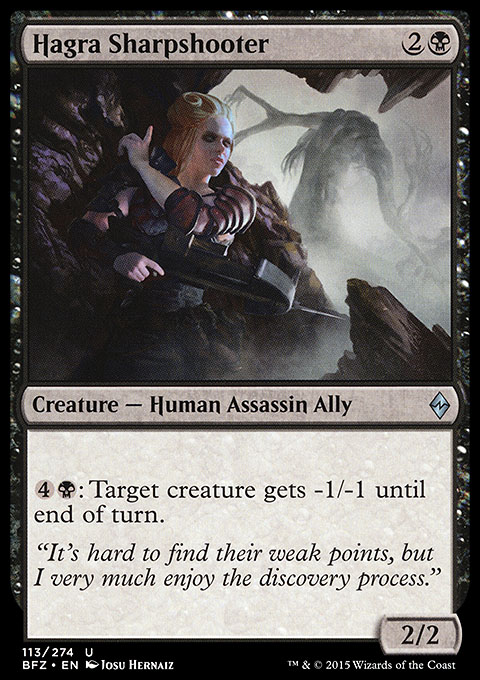 Hagra Sharpshooter 2
Creature — Human Assassin Ally
4: Target creature gets -1/-1 until
end of turn.
“It’s hard to find their weak points, but
I very much enjoy the discovery process.”
2/2
113/274 U
BFZ • EN Josu Hernaiz
™ & © 2015 Wizards of the Coast